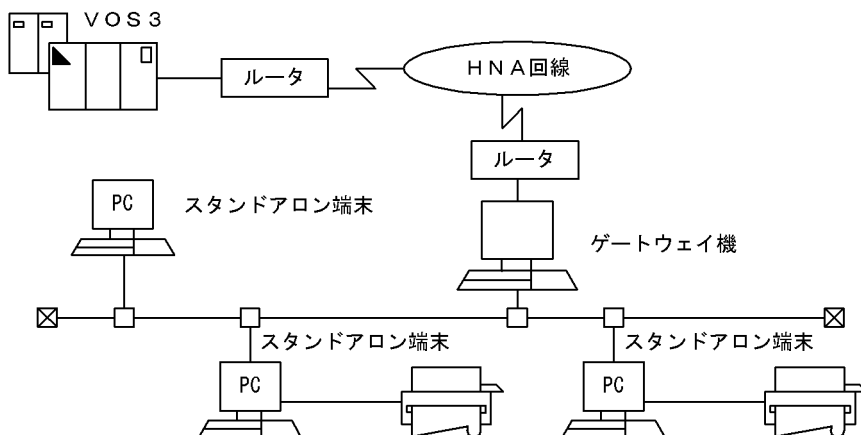 ＶＯＳ３
ルータ
ＨＮＡ回線
ルータ
PC
スタンドアロン端末
ゲートウェイ機
スタンドアロン端末
スタンドアロン端末
PC
PC